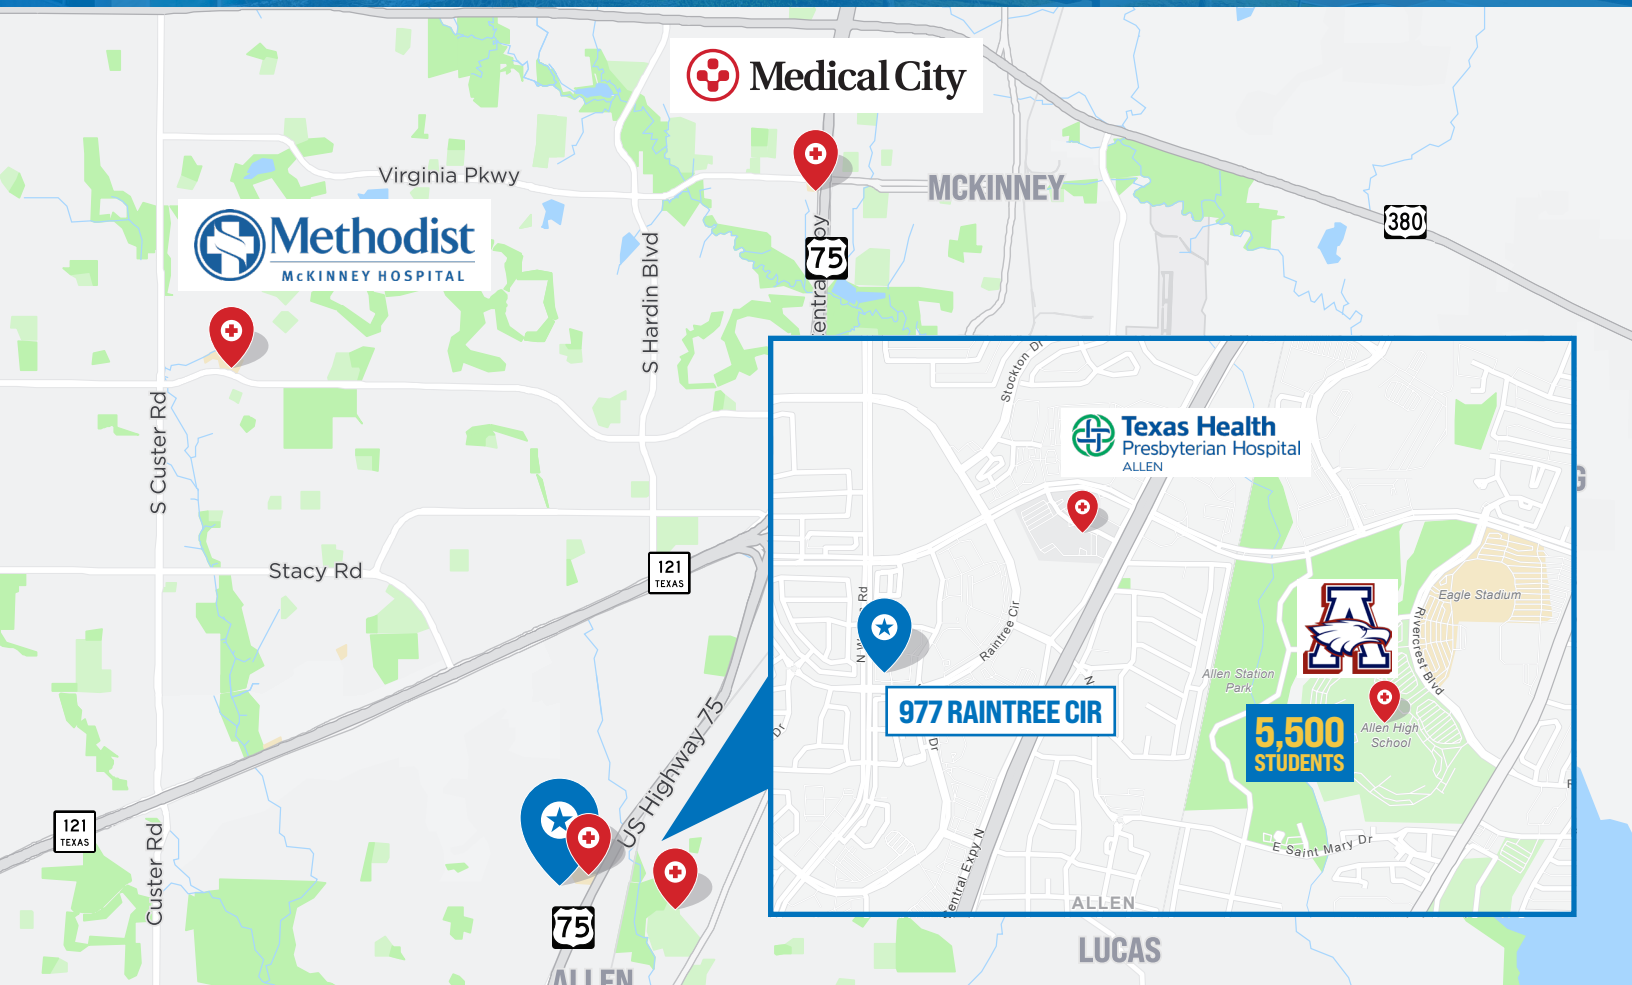 Medical City
Virginia Pkwy
MCKINNEY
Methodist
McKINNEY HOSPITAL
380
75
S Hardin Blvd
S Custer Rd
Stockton Dr
Texas Health
Presbyterian Hospital
ALLEN
121
TEXAS
Stacy Rd
Eagle Stadium
A
Rivercrest Blvd
Raintree Cir
Rd
N
Allen Station
Park
977 RAINTREE CIR
N
Dr
Dr
5,500
STUDENTS
Allen High
School
US Highway 75
121
TEXAS
Custer Rd
E Saint Mary Dr
Expy N
ALLEN
75
LUCAS
ALLEN